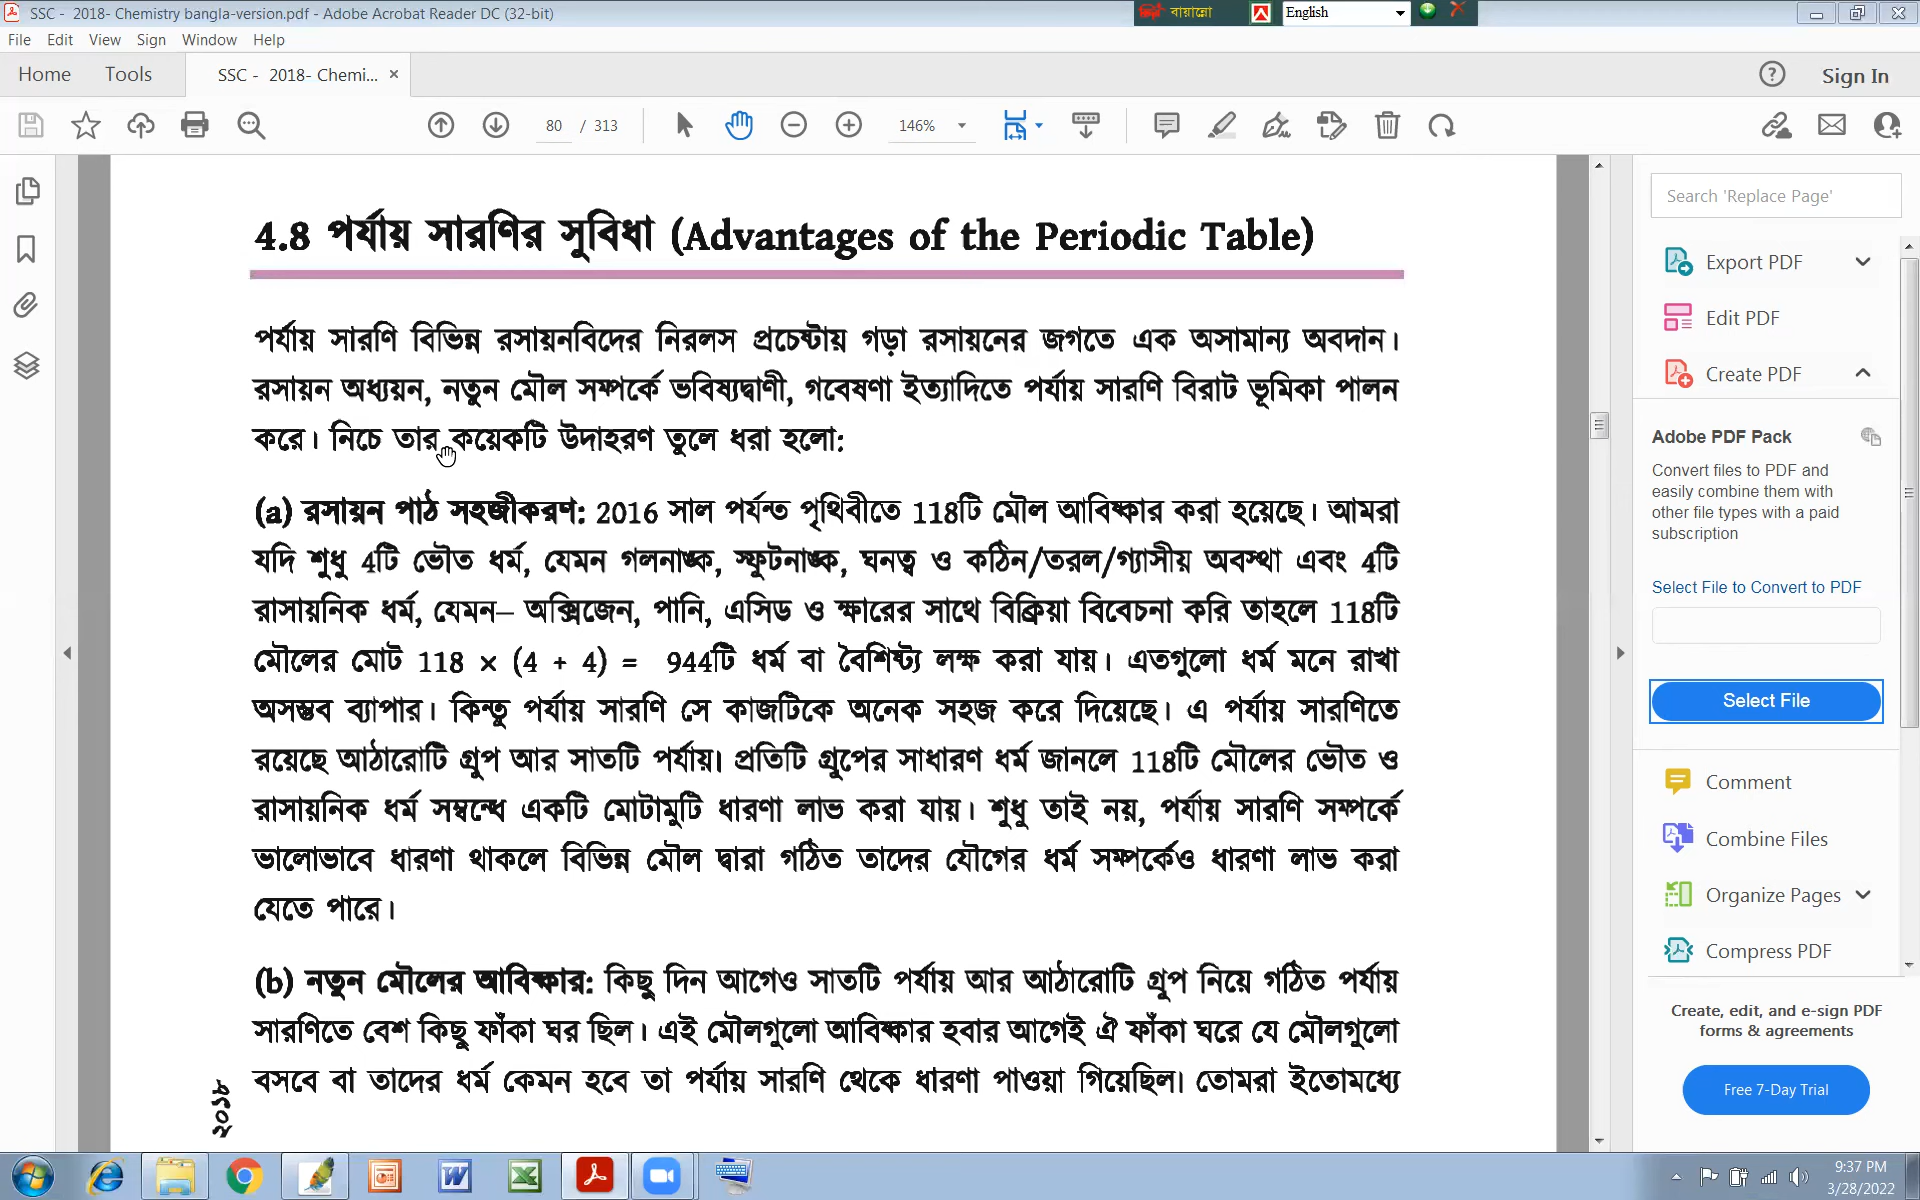 SSC - 2018- Chemistry bangla-version.pdf - Adobe Acrobat Reader DC (32-bit)
বায়ান্নো
English
File Edit View Sign Window Help
Home Tools SSC - 2018- Chemi... × Sign In
80 / 313 146%
4.8 পর্যায় সারণির সুবিধা (Advantages of the Periodic Table)
পর্যায় সারণি বিভিন্ন রসায়নবিদের নিরলস প্রচেষ্টায় গড়া রসায়নের জগতে এক অসামান্য অবদান।
রসায়ন অধ্যয়ন, নতুন মৌল সম্পর্কে ভবিষ্যদ্বাণী, গবেষণা ইত্যাদিতে পর্যায় সারণি বিরাট ভূমিকা পালন
করে। নিচে তার কয়েকটি উদাহরণ তুলে ধরা হলো:
(a) রসায়ন পাঠ সহজীকরণ: 2016 সাল পর্যন্ত পৃথিবীতে 118টি মৌল আবিষ্কার করা হয়েছে। আমরা
যদি শুধু 4টি ভৌত ধর্ম, যেমন গলনাঙ্ক, স্ফুটনাঙ্ক, ঘনত্ব ও কঠিন/তরল/গ্যাসীয় অবস্থা এবং 4টি
রাসায়নিক ধর্ম, যেমন– অক্সিজেন, পানি, এসিড ও ক্ষারের সাথে বিক্রিয়া বিবেচনা করি তাহলে 118টি
মৌলের মোট 118 × (4 + 4) = 944টি ধর্ম বা বৈশিষ্ট্য লক্ষ করা যায়। এতগুলো ধর্ম মনে রাখা
অসম্ভব ব্যাপার। কিন্তু পর্যায় সারণি সে কাজটিকে অনেক সহজ করে দিয়েছে। এ পর্যায় সারণিতে
রয়েছে আঠারোটি গ্রুপ আর সাতটি পর্যায়। প্রতিটি গ্রুপের সাধারণ ধর্ম জানলে 118টি মৌলের ভৌত ও
রাসায়নিক ধর্ম সম্বন্ধে একটি মোটামুটি ধারণা লাভ করা যায়। শুধু তাই নয়, পর্যায় সারণি সম্পর্কে
ভালোভাবে ধারণা থাকলে বিভিন্ন মৌল দ্বারা গঠিত তাদের যৌগের ধর্ম সম্পর্কেও ধারণা লাভ করা
যেতে পারে।
(b) নতুন মৌলের আবিষ্কার: কিছু দিন আগেও সাতটি পর্যায় আর আঠারোটি গ্রুপ নিয়ে গঠিত পর্যায়
সারণিতে বেশ কিছু ফাঁকা ঘর ছিল। এই মৌলগুলো আবিষ্কার হবার আগেই ঐ ফাঁকা ঘরে যে মৌলগুলো
বসবে বা তাদের ধর্ম কেমন হবে তা পর্যায় সারণি থেকে ধারণা পাওয়া গিয়েছিল। তোমরা ইতোমধ্যে
২০১৮
Search 'Replace Page'
Export PDF
Edit PDF
Create PDF
Adobe PDF Pack
Convert files to PDF and
easily combine them with
other file types with a paid
subscription
Select File to Convert to PDF
Select File
Comment
Combine Files
Organize Pages
Compress PDF
Create, edit, and e-sign PDF
forms & agreements
Free 7-Day Trial
9:37 PM
3/28/2022